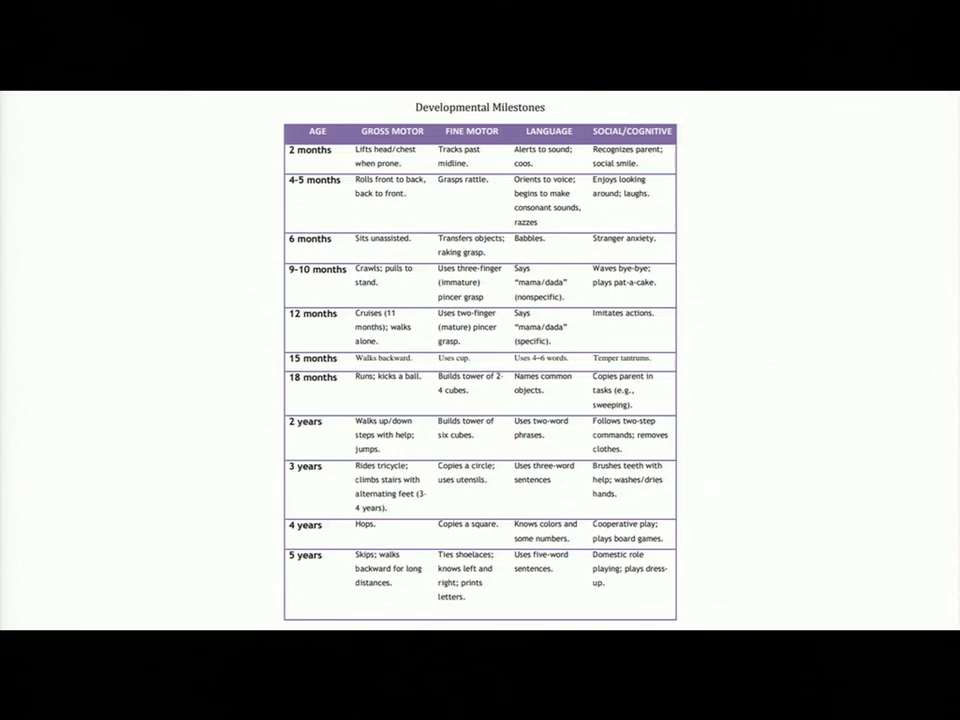 Developmental Milestones
AGE GROSS MOTOR FINE MOTOR LANGUAGE SOCIAL/COGNITIVE
2 months Lifts head/chest Tracks past Alerts to sound; Recognizes parent;
when prone. midline. coos. social smile.
4-5 months Rolls front to back, Grasps rattle. Orients to voice; Enjoys looking
back to front. begins to make around; laughs.
consonant sounds,
razzes
6 months Sits unassisted. Transfers objects; Babbles. Stranger anxiety.
raking grasp.
9-10 months Crawls; pulls to Uses three-finger Says Waves bye-bye;
stand. (immature) "mama/dada" plays pat-a-cake.
pincer grasp (nonspecific).
12 months Cruises (11 Uses two-finger Says Imitates actions.
months); walks (mature) pincer "mama/dada"
alone. grasp. (specific).
15 months Walks backward. Uses cup. Uses 4–6 words. Temper tantrums.
18 months Runs; kicks a ball. Builds tower of 2- Names common Copies parent in
4 cubes. objects. tasks (e.g.,
sweeping).
2 years Walks up/down Builds tower of Uses two-word Follows two-step
steps with help; six cubes. phrases. commands; removes
jumps. clothes.
3 years Rides tricycle; Copies a circle; Uses three-word Brushes teeth with
climbs stairs with uses utensils. sentences help; washes/dries
alternating feet (3- hands.
4 years).
4 years Hops. Copies a square. Knows colors and Cooperative play;
some numbers. plays board games.
5 years Skips; walks Ties shoelaces; Uses five-word Domestic role
backward for long knows left and sentences. playing; plays dress-
distances. right; prints up.
letters.